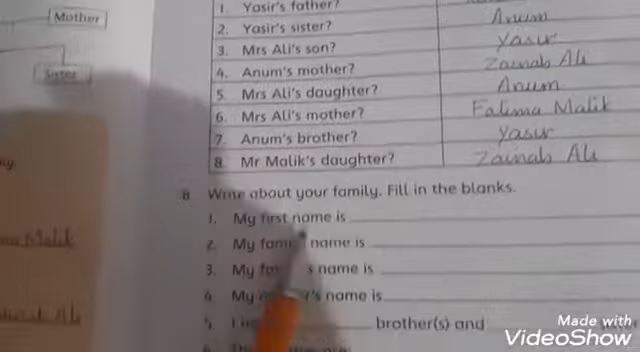 Mother
Sister
1. Yasir's father?
2. Yasir's sister? Anum
3. Mrs Ali's son? Yasir
4. Anum's mother? Zainab Ali
5. Mrs Ali's daughter? Anum
6. Mrs Ali's mother? Fatima Malik
7. Anum's brother? Yasir
8. Mr Malik's daughter? Zainab Ali
B Write about your family. Fill in the blanks.
1. My first name is
2. My name is
3. My name is
4. My name is
5. brother(s) and
Malik
Ali
Made with
VideoShow